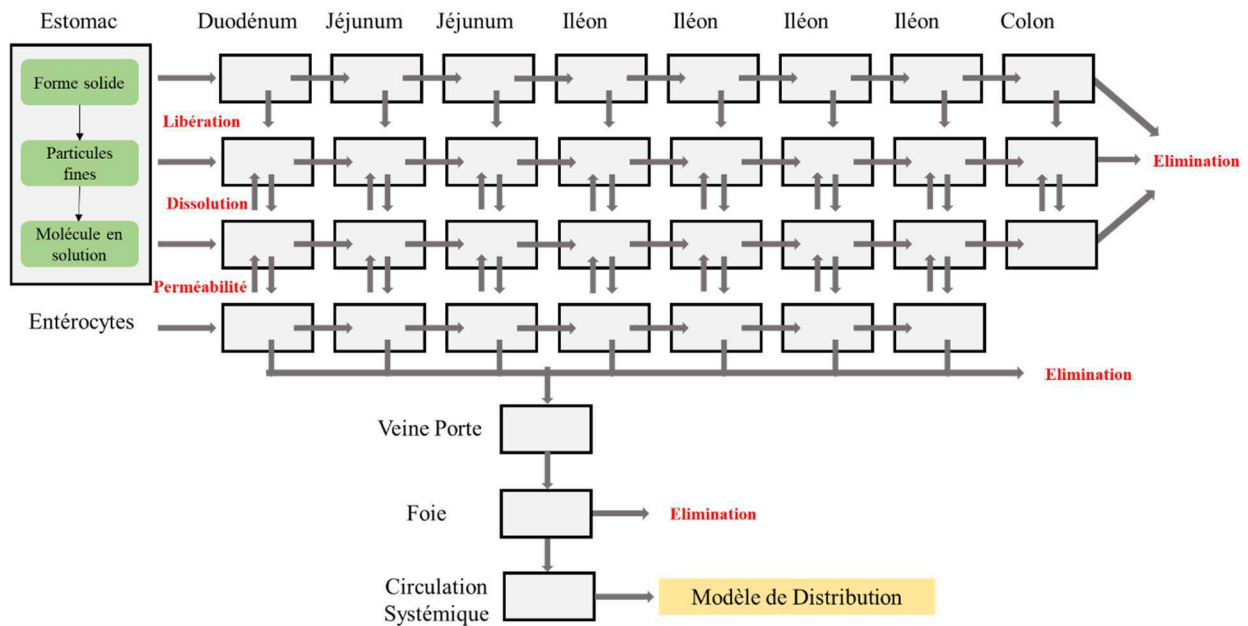 Estomac
Duodénum
Jéjunum
Jéjunum
Iléon
Iléon
Iléon
Iléon
Colon
Forme solide
Libération
Particules
fines
Elimination
Dissolution
Molécule en
solution
Perméabilité
Entérocytes
Elimination
Veine Porte
Foie
Elimination
Circulation
Systémique
Modèle de Distribution